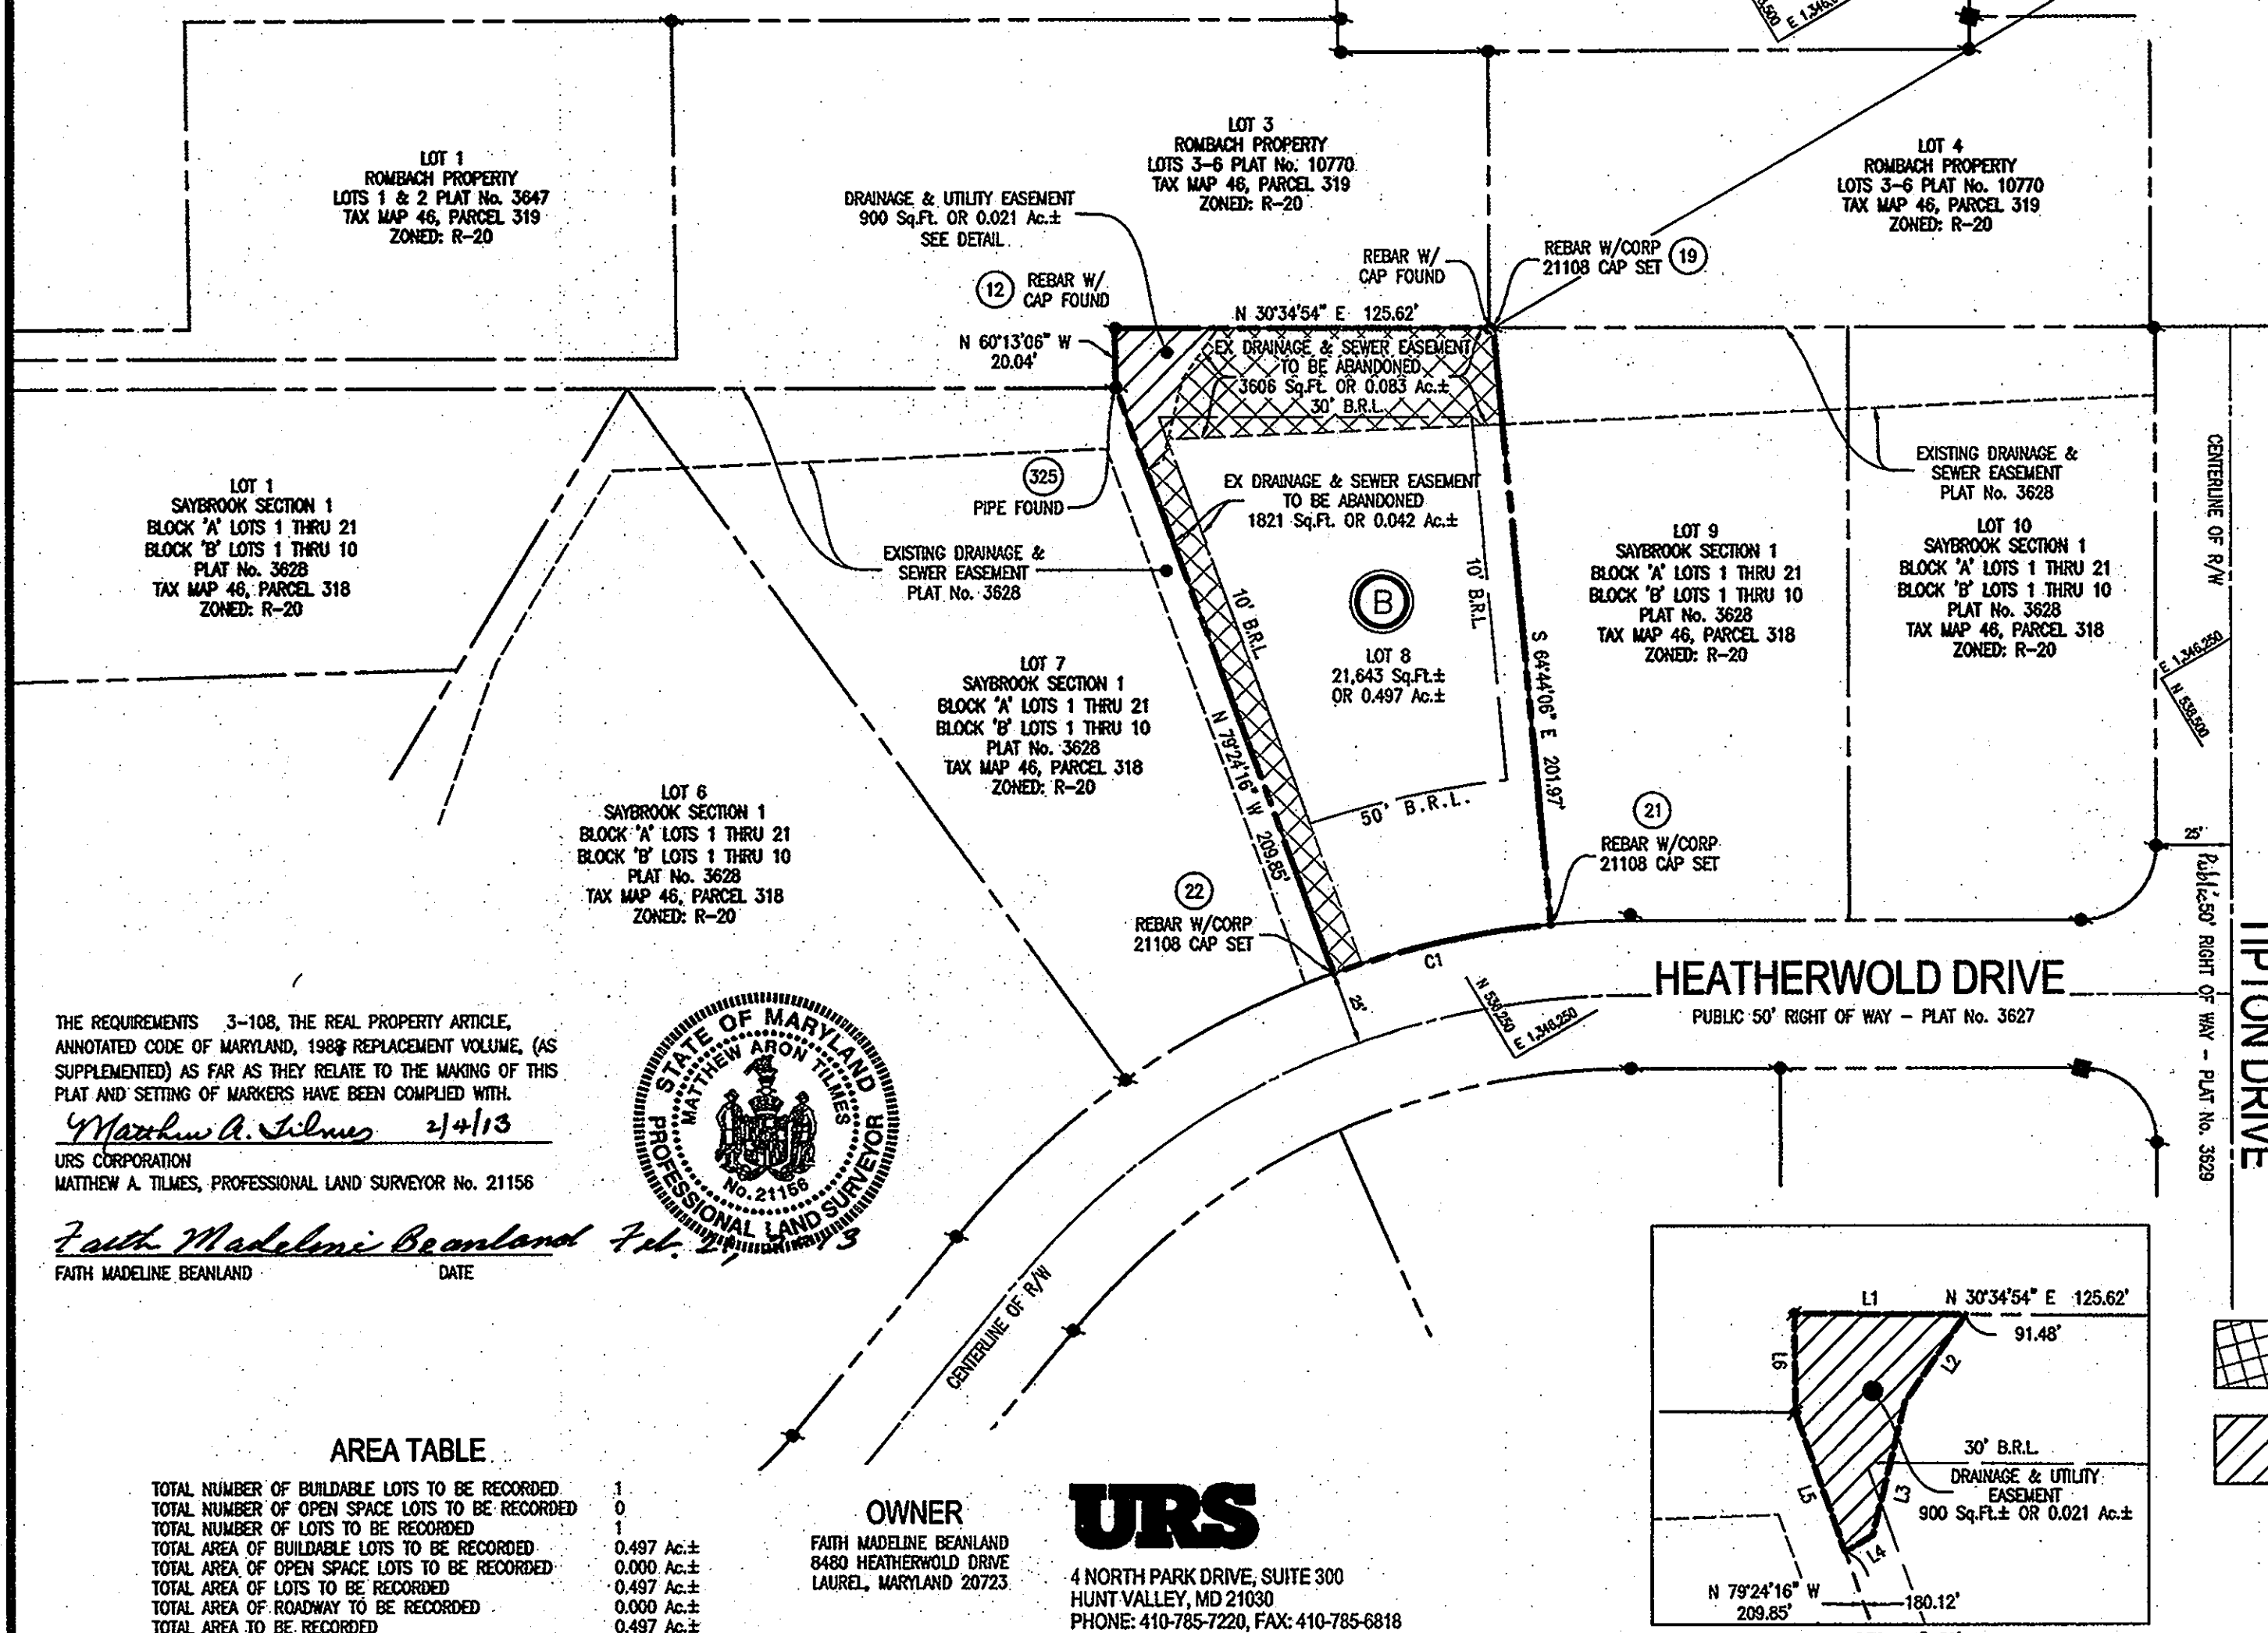 LOT 1
ROMBACH PROPERTY
LOTS 1 & 2 PLAT No. 3647
TAX MAP 46, PARCEL 319
ZONED: R-20
LOT 3
ROMBACH PROPERTY
LOTS 3-6 PLAT No. 10770
TAX MAP 46, PARCEL 319
ZONED: R-20
LOT 4
ROMBACH PROPERTY
LOTS 3-6 PLAT No. 10770
TAX MAP 46, PARCEL 319
ZONED: R-20
DRAINAGE & UTILITY EASEMENT
900 Sq.Ft. OR 0.021 Ac.±
SEE DETAIL
12
REBAR W/
CAP FOUND
REBAR W/
CAP FOUND
REBAR W/CORP
21108 CAP SET
19
N 30°34'54" E 125.62'
N 60°13'06" W
20.04'
EX DRAINAGE & SEWER EASEMENT
TO BE ABANDONED
3606 Sq.Ft. OR 0.083 Ac.±
30' B.R.L.
325
PIPE FOUND
EX DRAINAGE & SEWER EASEMENT
TO BE ABANDONED
1821 Sq.Ft. OR 0.042 Ac.±
EXISTING DRAINAGE &
SEWER EASEMENT
PLAT No. 3628
EXISTING DRAINAGE &
SEWER EASEMENT
PLAT No. 3628
LOT 1
SAYBROOK SECTION 1
BLOCK 'A' LOTS 1 THRU 21
BLOCK 'B' LOTS 1 THRU 10
PLAT No. 3628
TAX MAP 46, PARCEL 318
ZONED: R-20
LOT 9
SAYBROOK SECTION 1
BLOCK 'A' LOTS 1 THRU 21
BLOCK 'B' LOTS 1 THRU 10
PLAT No. 3628
TAX MAP 46, PARCEL 318
ZONED: R-20
LOT 10
SAYBROOK SECTION 1
BLOCK 'A' LOTS 1 THRU 21
BLOCK 'B' LOTS 1 THRU 10
PLAT No. 3628
TAX MAP 46, PARCEL 318
ZONED: R-20
CENTERLINE OF R/W
E 1,346,250
N 538,500
10' B.R.L.
10' B.R.L.
B
LOT 8
21,643 Sq.Ft.±
OR 0.497 Ac.±
S 64°44'06" E 201.97'
N 79°24'16" W 209.85'
50' B.R.L.
LOT 7
SAYBROOK SECTION 1
BLOCK 'A' LOTS 1 THRU 21
BLOCK 'B' LOTS 1 THRU 10
PLAT No. 3628
TAX MAP 46, PARCEL 318
ZONED: R-20
LOT 6
SAYBROOK SECTION 1
BLOCK 'A' LOTS 1 THRU 21
BLOCK 'B' LOTS 1 THRU 10
PLAT No. 3628
TAX MAP 46, PARCEL 318
ZONED: R-20
21
REBAR W/CORP
21108 CAP SET
22
REBAR W/CORP
21108 CAP SET
C1
25'
25'
N 538,250
E 1,346,250
HEATHERWOLD DRIVE
PUBLIC 50' RIGHT OF WAY - PLAT No. 3627
Public 50' RIGHT OF WAY - PLAT No. 3629
TIPTON DRIVE
THE REQUIREMENTS 3-108, THE REAL PROPERTY ARTICLE,
ANNOTATED CODE OF MARYLAND, 1988 REPLACEMENT VOLUME, (AS
SUPPLEMENTED) AS FAR AS THEY RELATE TO THE MAKING OF THIS
PLAT AND SETTING OF MARKERS HAVE BEEN COMPLIED WITH.
Matthew A. Tilmes 2/4/13
URS CORPORATION
MATTHEW A. TILMES, PROFESSIONAL LAND SURVEYOR No. 21156
STATE OF MARYLAND
MATTHEW ARON TILMES
No. 21156
PROFESSIONAL LAND SURVEYOR
Faith Madeline Beanland Feb. 13
FAITH MADELINE BEANLAND DATE
CENTERLINE OF R/W
L1
N 30°34'54" E 125.62'
91.48'
L6
L2
30' B.R.L.
DRAINAGE & UTILITY
EASEMENT
900 Sq.Ft.± OR 0.021 Ac.±
L5
L3
L4
N 79°24'16" W
209.85'
180.12'
AREA TABLE
TOTAL NUMBER OF BUILDABLE LOTS TO BE RECORDED 1
TOTAL NUMBER OF OPEN SPACE LOTS TO BE RECORDED 0
TOTAL NUMBER OF LOTS TO BE RECORDED 1
TOTAL AREA OF BUILDABLE LOTS TO BE RECORDED 0.497 Ac.±
TOTAL AREA OF OPEN SPACE LOTS TO BE RECORDED 0.000 Ac.±
TOTAL AREA OF LOTS TO BE RECORDED 0.497 Ac.±
TOTAL AREA OF ROADWAY TO BE RECORDED 0.000 Ac.±
TOTAL AREA TO BE RECORDED 0.497 Ac.±
OWNER
FAITH MADELINE BEANLAND
8480 HEATHERWOLD DRIVE
LAUREL, MARYLAND 20723
URS
4 NORTH PARK DRIVE, SUITE 300
HUNT VALLEY, MD 21030
PHONE: 410-785-7220, FAX: 410-785-6818